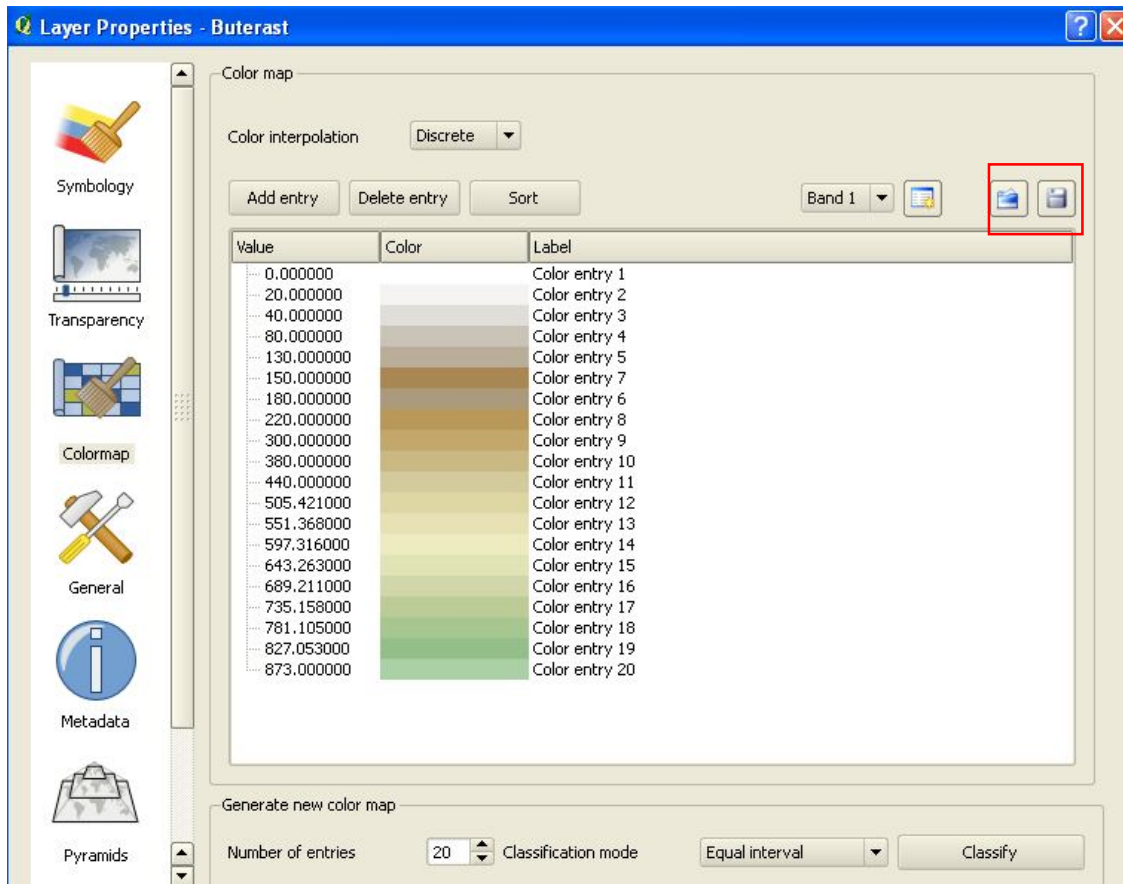 Layer Properties - Buterast
Symbology
Transparency
Colormap
General
Metadata
Pyramids
Color map
Color interpolation Discrete
Add entry Delete entry Sort Band 1
Value Color Label
0.000000 Color entry 1
20.000000 Color entry 2
40.000000 Color entry 3
80.000000 Color entry 4
130.000000 Color entry 5
150.000000 Color entry 7
180.000000 Color entry 6
220.000000 Color entry 8
300.000000 Color entry 9
380.000000 Color entry 10
440.000000 Color entry 11
505.421000 Color entry 12
551.368000 Color entry 13
597.316000 Color entry 14
643.263000 Color entry 15
689.211000 Color entry 16
735.158000 Color entry 17
781.105000 Color entry 18
827.053000 Color entry 19
873.000000 Color entry 20
Generate new color map
Number of entries 20 Classification mode Equal interval Classify